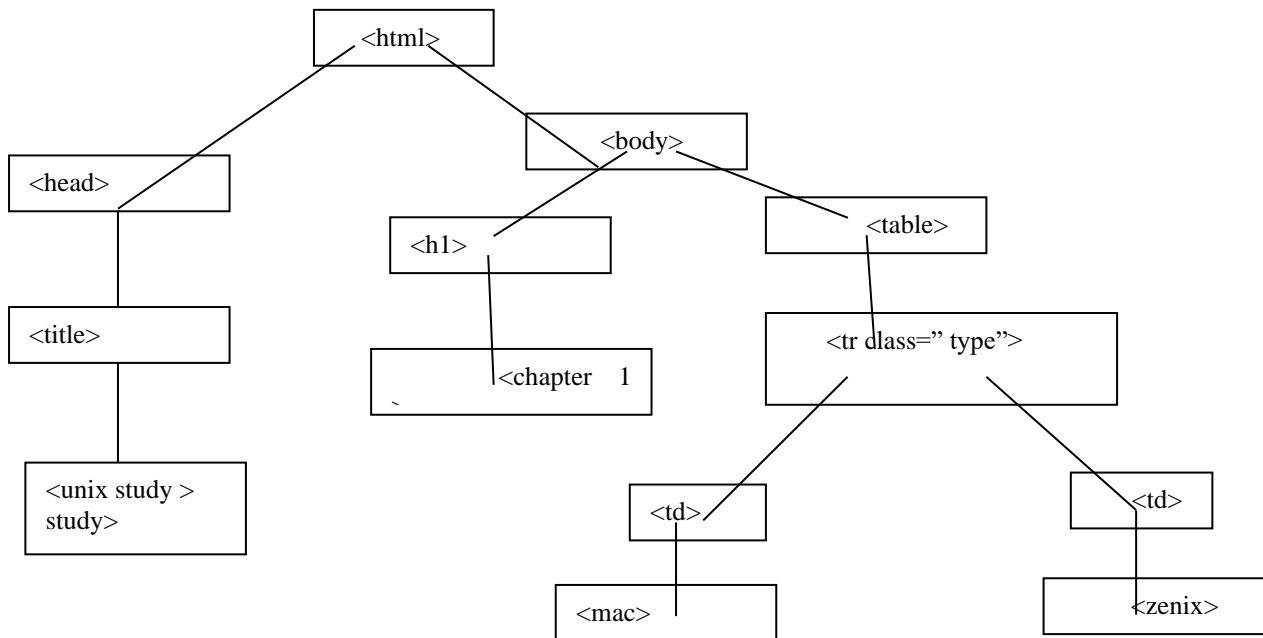 <html>
<body>
<head>
<h1>
<table>
<title>
<tr class=” type”>
<chapter 1
`
<unix study >
study>
<td>
<td>
<mac>
<zenix>